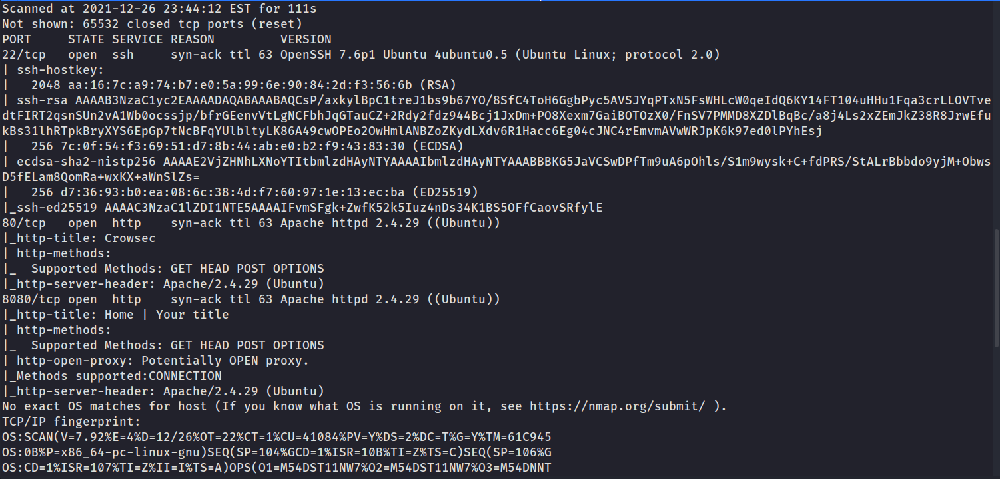 Scanned at 2021-12-26 23:44:12 EST for 111s
Not shown: 65532 closed tcp ports (reset)
PORT     STATE SERVICE REASON         VERSION
22/tcp   open  ssh     syn-ack ttl 63 OpenSSH 7.6p1 Ubuntu 4ubuntu0.5 (Ubuntu Linux; protocol 2.0)
| ssh-hostkey:
|   2048 aa:16:7c:a9:74:b7:e0:5a:99:6e:90:84:2d:f3:56:6b (RSA)
| ssh-rsa AAAAB3NzaC1yc2EAAAADAQABAAABAQCsP/axkylBpC1treJ1bs9b67YO/8SfC4ToH6GgbPyc5AVSJYqPTxN5FsWHLcW0qeIdQ6KY14FT104uHHu1Fqa3crLLOVTve
dtFIRT2qsnSUn2vA1Wb0ocssjp/bfrGEenvVtLgNCFbhJqGTauCZ+2Rdy2fdz944Bcj1JxDm+PO8Xexm7GaiBOTOzX0/FnSV7PMMD8XZDlBqBc/a8j4Ls2xZEmJkZ38R8JrwEfu
kBs31lhRTpkBryXYS6EpGp7tNcBFqYUlbltyLK86A49cwOPEo2OwHmlANBZoZKydLXdv6R1Hacc6Eg04cJNC4rEmvmAVwWRJpK6k97ed0lPYhEsj
|   256 7c:0f:54:f3:69:51:d7:8b:44:ab:e0:b2:f9:43:83:30 (ECDSA)
| ecdsa-sha2-nistp256 AAAAE2VjZHNhLXNoYTItbmlzdHAyNTYAAAAIbmlzdHAyNTYAAABBBKG5JaVCSwDPfTm9uA6pOhls/S1m9wysk+C+fdPRS/StALrBbbdo9yjM+Obws
D5fELam8QomRa+wxKX+aWnSlZs=
|   256 d7:36:93:b0:ea:08:6c:38:4d:f7:60:97:1e:13:ec:ba (ED25519)
|_ssh-ed25519 AAAAC3NzaC1lZDI1NTE5AAAAIFvmSFgk+ZwfK52k5Iuz4nDs34K1BS5OFfCaovSRfylE
80/tcp   open  http    syn-ack ttl 63 Apache httpd 2.4.29 ((Ubuntu))
|_http-title: Crowsec
| http-methods:
|_  Supported Methods: GET HEAD POST OPTIONS
|_http-server-header: Apache/2.4.29 (Ubuntu)
8080/tcp open  http    syn-ack ttl 63 Apache httpd 2.4.29 ((Ubuntu))
|_http-title: Home | Your title
| http-methods:
|_  Supported Methods: GET HEAD POST OPTIONS
| http-open-proxy: Potentially OPEN proxy.
|_Methods supported:CONNECTION
|_http-server-header: Apache/2.4.29 (Ubuntu)
No exact OS matches for host (If you know what OS is running on it, see https://nmap.org/submit/ ).
TCP/IP fingerprint:
OS:SCAN(V=7.92%E=4%D=12/26%OT=22%CT=1%CU=41084%PV=Y%DS=2%DC=T%G=Y%TM=61C945
OS:0B%P=x86_64-pc-linux-gnu)SEQ(SP=104%GCD=1%ISR=10B%TI=Z%TS=C)SEQ(SP=106%G
OS:CD=1%ISR=107%TI=Z%II=I%TS=A)OPS(O1=M54DST11NW7%O2=M54DST11NW7%O3=M54DNNT